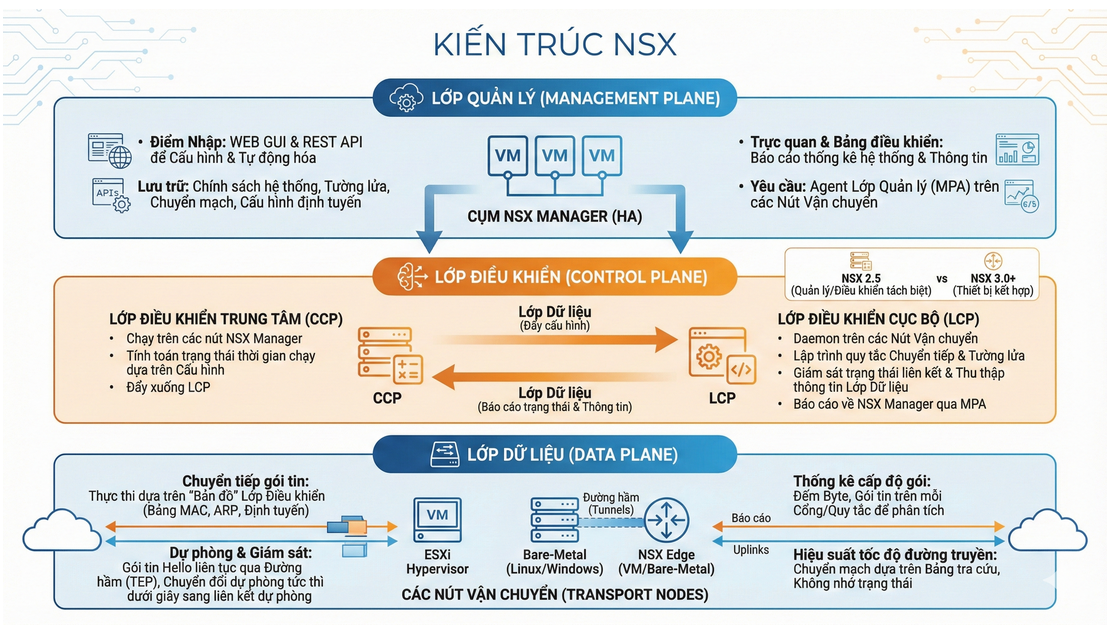 KIẾN TRÚC NSX
LỚP QUẢN LÝ (MANAGEMENT PLANE)
• Điểm Nhập: WEB GUI & REST API
để Cấu hình & Tự động hóa
APIs
Lưu trữ: Chính sách hệ thống, Tường lửa,
Chuyển mạch, Cấu hình định tuyến
VM VM VM
CỤM NSX MANAGER (HA)
• Trực quan & Bảng điều khiển:
Báo cáo thống kê hệ thống & Thông tin
• Yêu cầu: Agent Lớp Quản lý (MPA) trên
các Nút Vận chuyển
6/5
LỚP ĐIỀU KHIỂN (CONTROL PLANE)
NSX 2.5
(Quản lý/Điều khiển tách biệt)
vs
NSX 3.0+
(Thiết bị kết hợp)
LỚP ĐIỀU KHIỂN TRUNG TÂM (CCP)
• Chạy trên các nút NSX Manager
• Tính toán trạng thái thời gian chạy
dựa trên Cấu hình
• Đẩy xuống LCP
CCP
Lớp Dữ liệu
(Đẩy cấu hình)
Lớp Dữ liệu
(Báo cáo trạng thái & Thông tin)
LCP
LỚP ĐIỀU KHIỂN CỤC BỘ (LCP)
• Daemon trên các Nút Vận chuyển
• Lập trình quy tắc Chuyển tiếp & Tường lửa
• Giám sát trạng thái liên kết & Thu thập
thông tin Lớp Dữ liệu
• Báo cáo về NSX Manager qua MPA
LỚP DỮ LIỆU (DATA PLANE)
Chuyển tiếp gói tin:
Thực thi dựa trên "Bản đồ" Lớp Điều khiển
(Bảng MAC, ARP, Định tuyến)
Dự phòng & Giám sát:
Gói tin Hello liên tục qua Đường
hầm (TEP), Chuyển đổi dự phòng tức thì
dưới giây sang liên kết dự phòng
VM
ESXi
Hypervisor
Bare-Metal
(Linux/Windows)
Đường hầm
(Tunnels)
NSX Edge
(VM/Bare-Metal)
CÁC NÚT VẬN CHUYỂN (TRANSPORT NODES)
Thống kê cấp độ gói:
Đếm Byte, Gói tin trên mỗi
Cổng/Quy tắc để phân tích
Báo cáo
Uplinks
Hiệu suất tốc độ đường truyền:
Chuyển mạch dựa trên Bảng tra cứu,
Không nhớ trạng thái